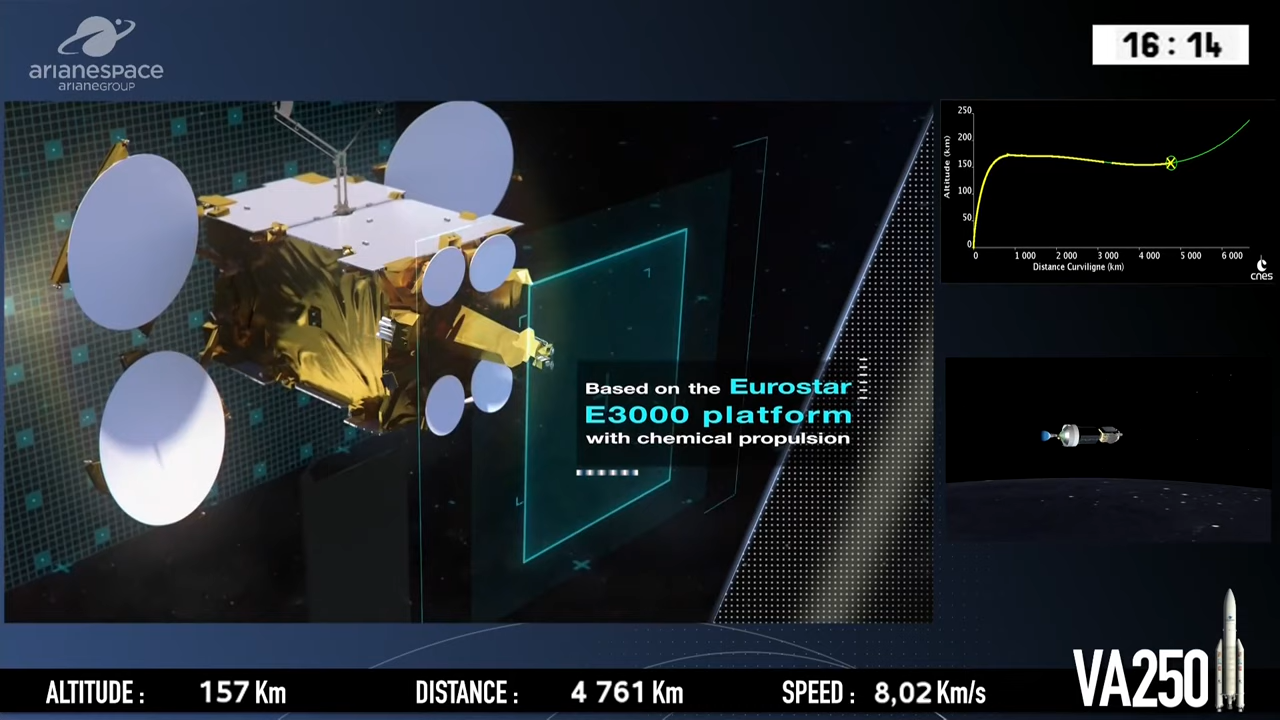 arianespace
arianeGROUP
16 : 14
Altitude (km)
250
200
150
100
50
0
0 1 000 2 000 3 000 4 000 5 000 6 000
Distance Curviligne (km)
cnes
Based on the Eurostar
E3000 platform
with chemical propulsion
ALTITUDE : 157 Km DISTANCE : 4 761 Km SPEED : 8,02 Km/s
VA250